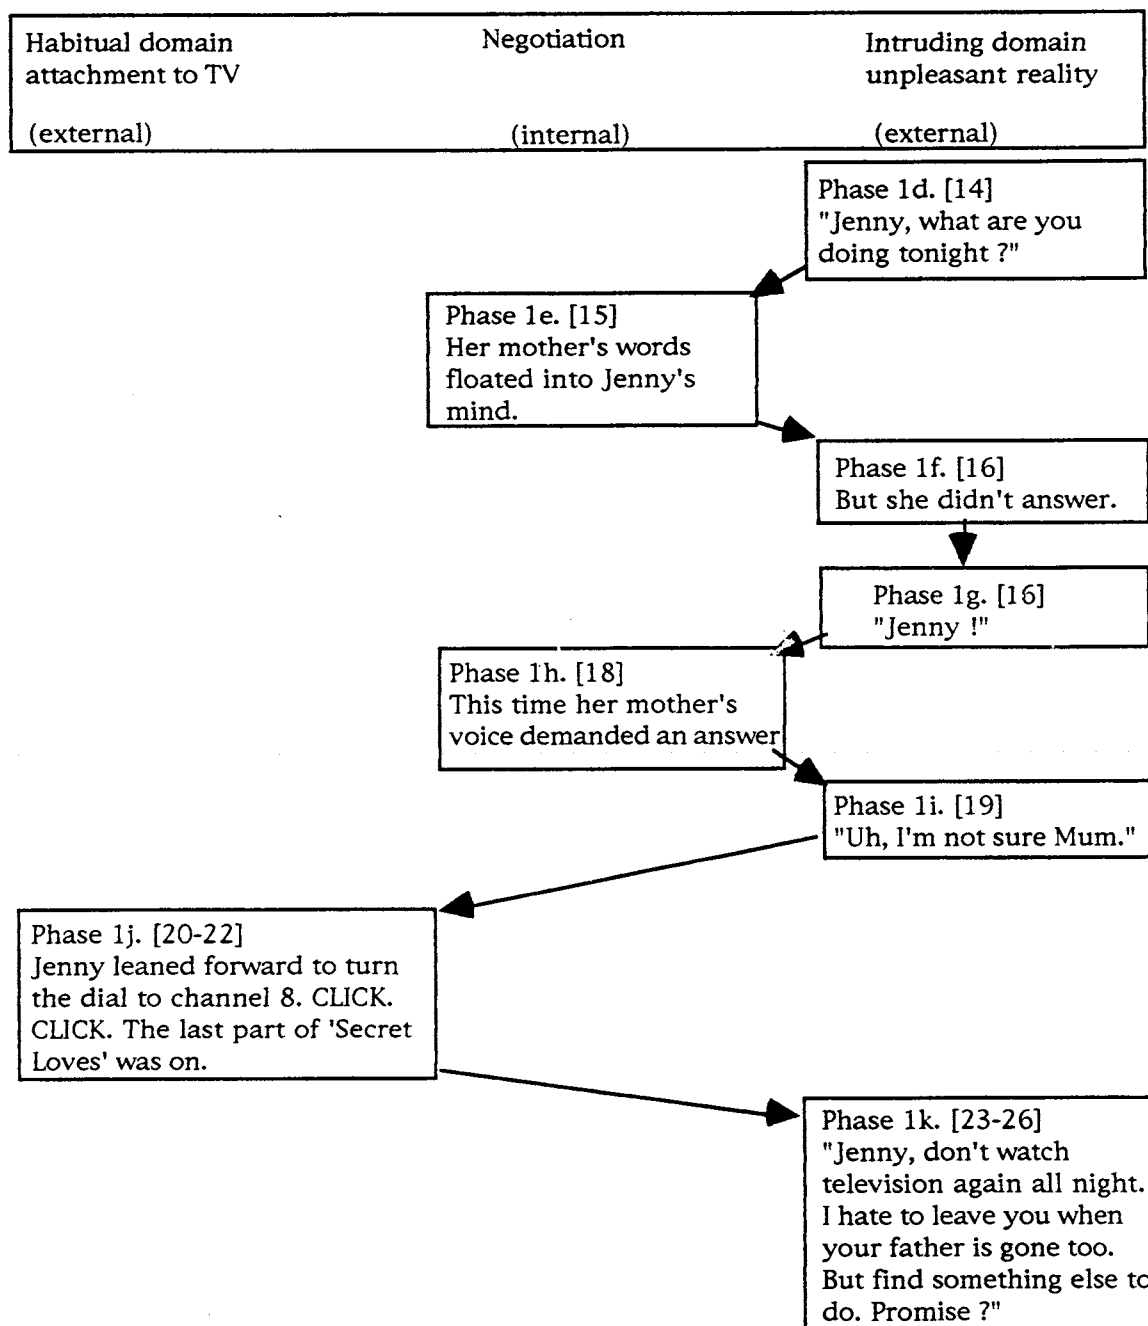 Habitual domain
attachment to TV
(external)
Negotiation
(internal)
Intruding domain
unpleasant reality
(external)
Phase 1d. [14]
"Jenny, what are you
doing tonight ?"
Phase 1e. [15]
Her mother's words
floated into Jenny's
mind.
Phase 1f. [16]
But she didn't answer.
Phase 1g. [16]
"Jenny !"
Phase 1h. [18]
This time her mother's
voice demanded an answer
Phase 1i. [19]
"Uh, I'm not sure Mum."
Phase 1j. [20-22]
Jenny leaned forward to turn
the dial to channel 8. CLICK.
CLICK. The last part of 'Secret
Loves' was on.
Phase 1k. [23-26]
"Jenny, don't watch
television again all night.
I hate to leave you when
your father is gone too.
But find something else to
do. Promise ?"